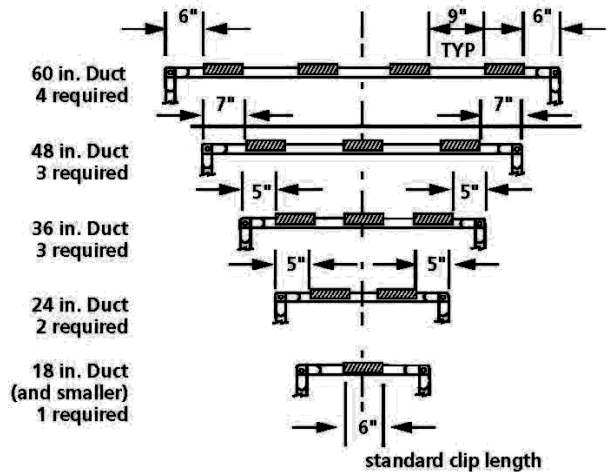 6" 9" 6"
TYP
60 in. Duct
4 required
7" 7"
48 in. Duct
3 required
5" 5"
36 in. Duct
3 required
5" 5"
24 in. Duct
2 required
18 in. Duct
(and smaller)
1 required
6"
standard clip length